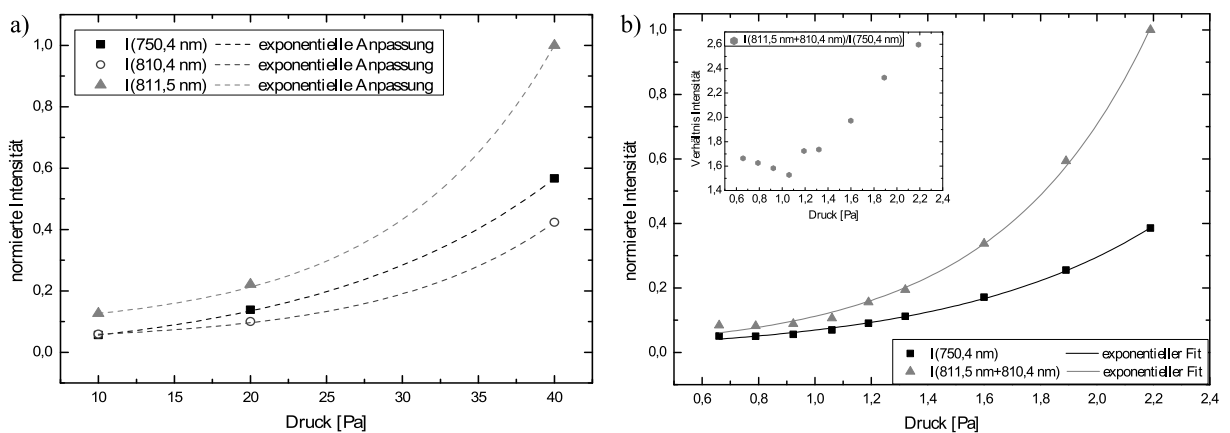 a)
I(750,4 nm) exponentielle Anpassung
I(810,4 nm) exponentielle Anpassung
I(811,5 nm) exponentielle Anpassung
normierte Intensität
1,0
0,8
0,6
0,4
0,2
0,0
10 15 20 25 30 35 40
Druck [Pa]
b)
I(811,5 nm+810,4 nm)/I(750,4 nm)
Verhältnis Intensität
2,6
2,4
2,2
2,0
1,8
1,6
1,4
0,6 0,8 1,0 1,2 1,4 1,6 1,8 2,0 2,2 2,4
Druck [Pa]
normierte Intensität
1,0
0,8
0,6
0,4
0,2
0,0
I(750,4 nm) exponentieller Fit
I(811,5 nm+810,4 nm) exponentieller Fit
0,6 0,8 1,0 1,2 1,4 1,6 1,8 2,0 2,2 2,4
Druck [Pa]